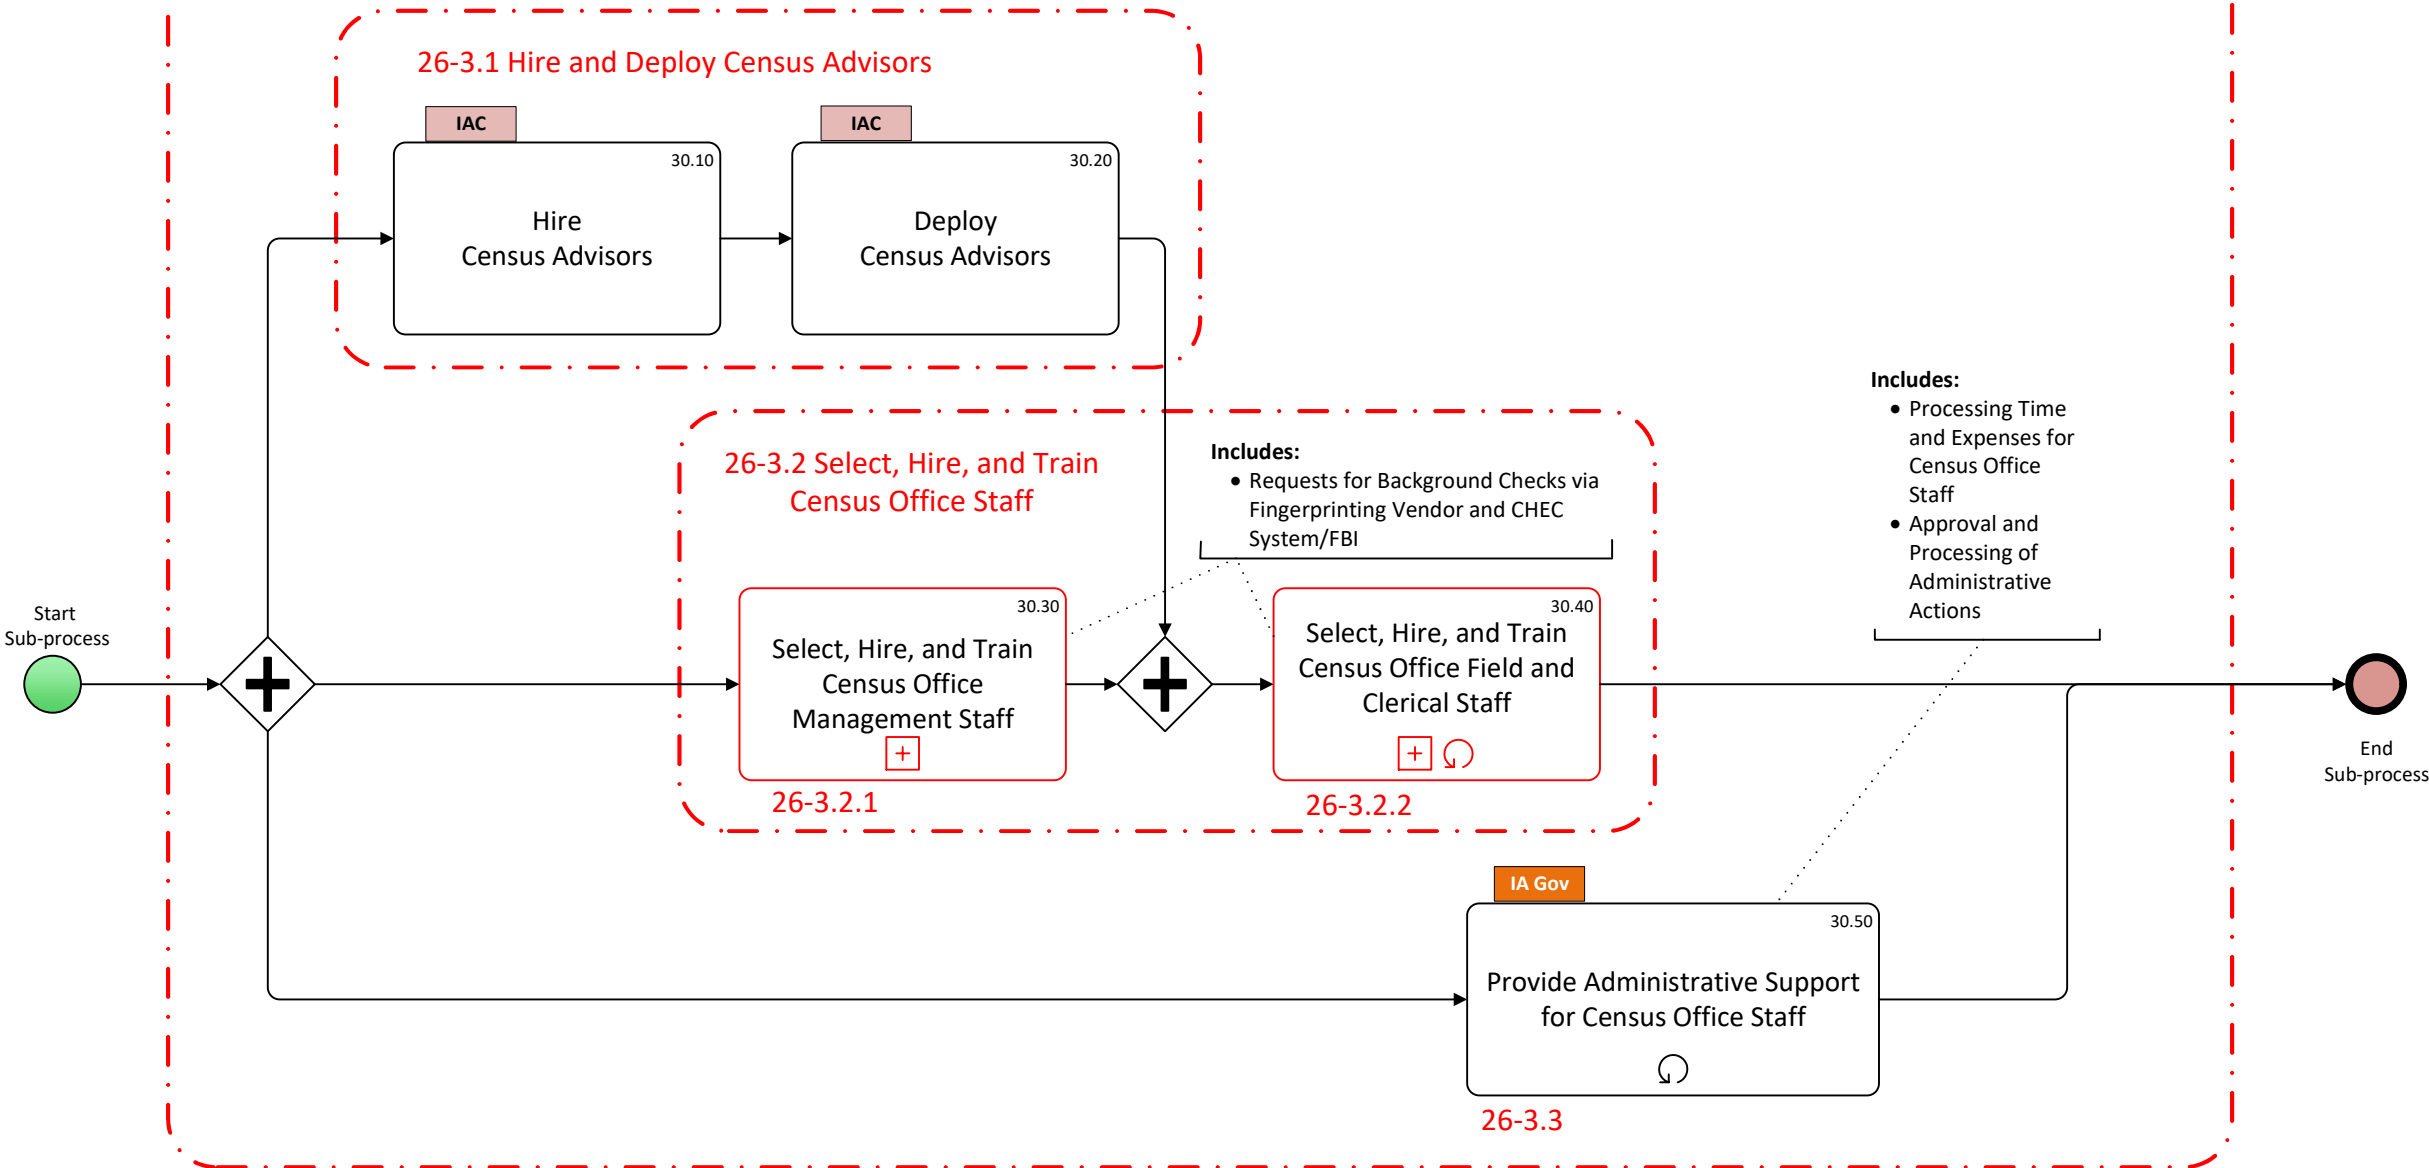 26-3.1 Hire and Deploy Census Advisors
IAC
IAC
30.10
Hire
Census Advisors
30.20
Deploy
Census Advisors
Includes:
• Processing Time
and Expenses for
Census Office
Staff
• Approval and
Processing of
Administrative
Actions
26-3.2 Select, Hire, and Train
Census Office Staff
Includes:
• Requests for Background Checks via
Fingerprinting Vendor and CHEC
System/FBI
Start
Sub-process
30.30
Select, Hire, and Train
Census Office
Management Staff
26-3.2.1
30.40
Select, Hire, and Train
Census Office Field and
Clerical Staff
26-3.2.2
End
Sub-process
IA Gov
30.50
Provide Administrative Support
for Census Office Staff
26-3.3